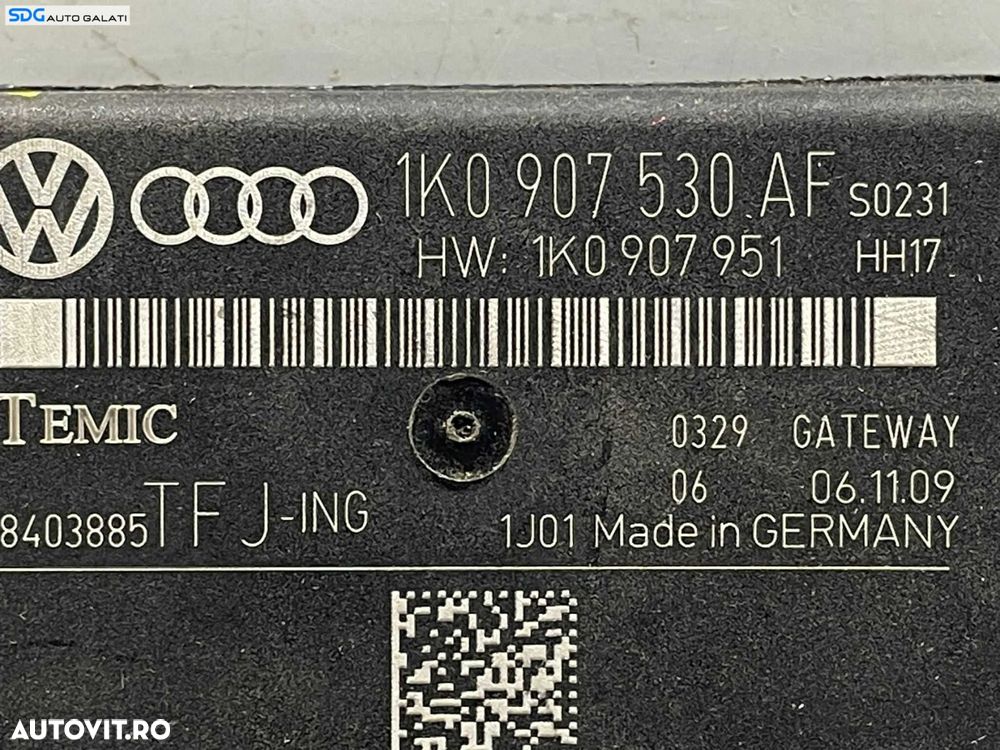 SDG AUTO GALATI
1K0 907 530 AF S0231
HW: 1K0 907 951 HH17
TEMIC
0329 GATEWAY
06 06.11.09
8403885 TF J-ING
1J01 Made in GERMANY
AUTOVIT.RO